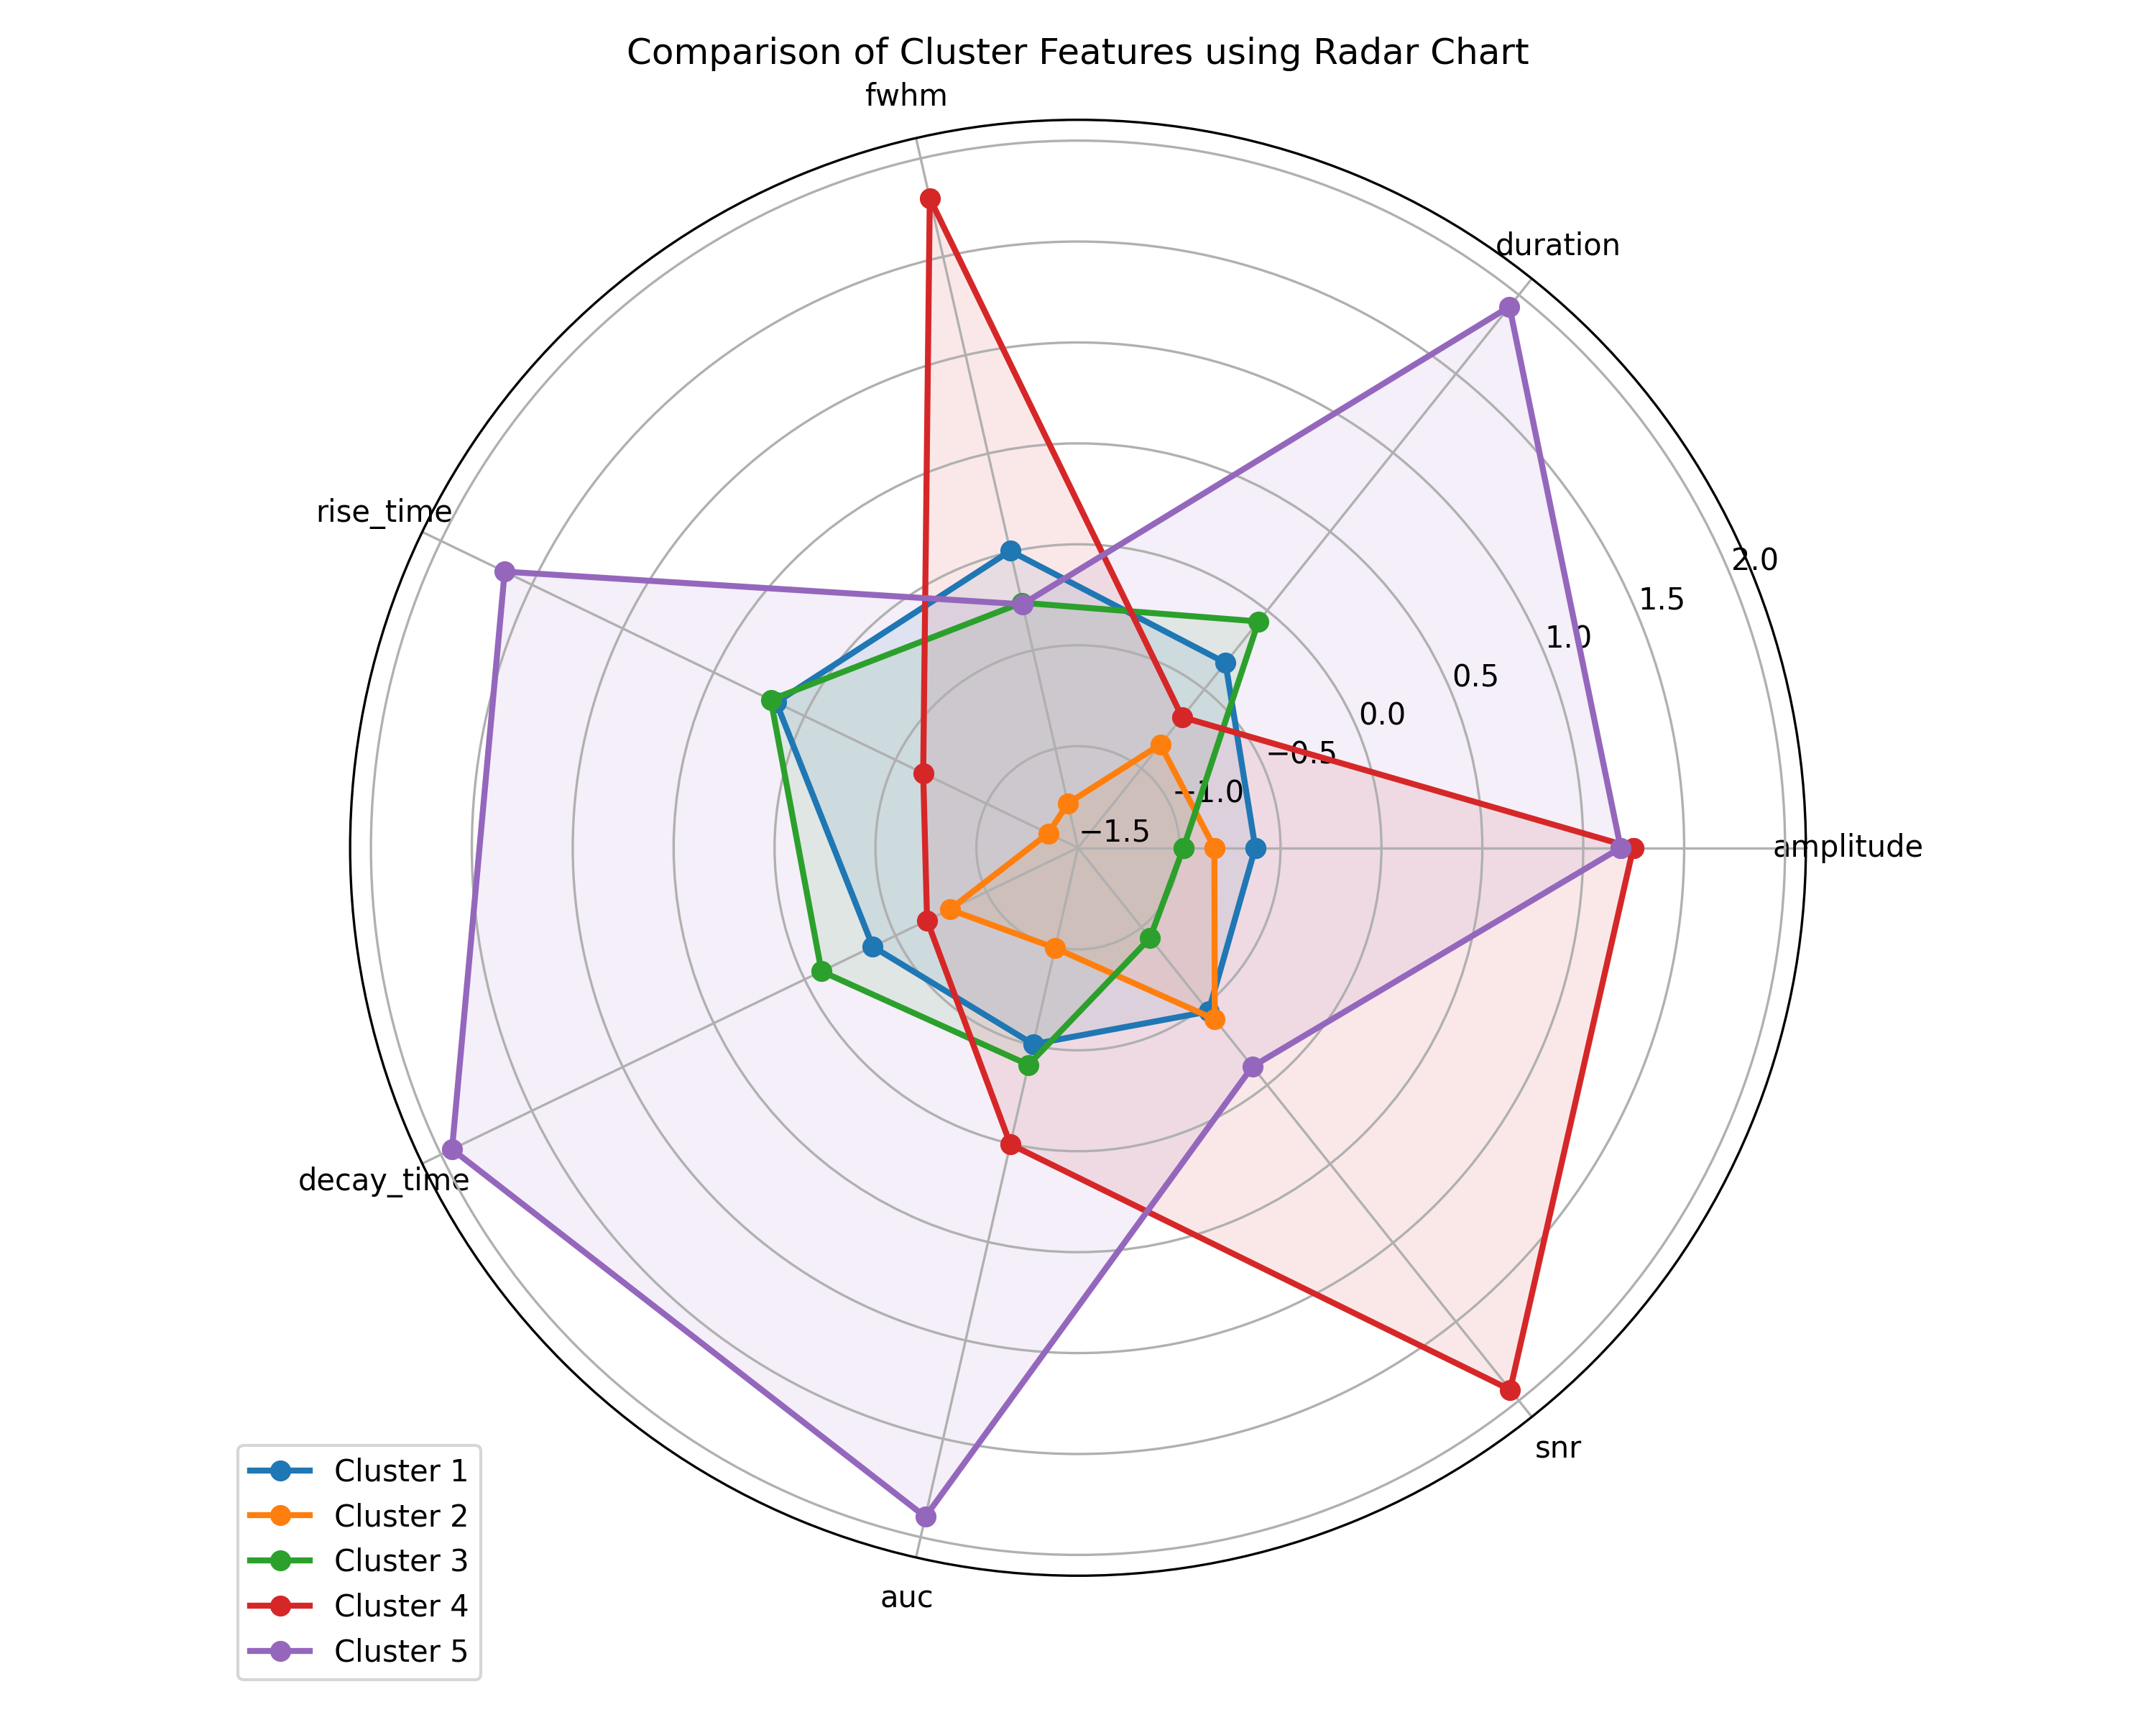 Comparison of Cluster Features using Radar Chart
fwhm
duration
rise_time
2.0
1.5
1.0
0.5
0.0
−0.5
−1.0
−1.5
amplitude
decay_time
snr
auc
Cluster 1
Cluster 2
Cluster 3
Cluster 4
Cluster 5